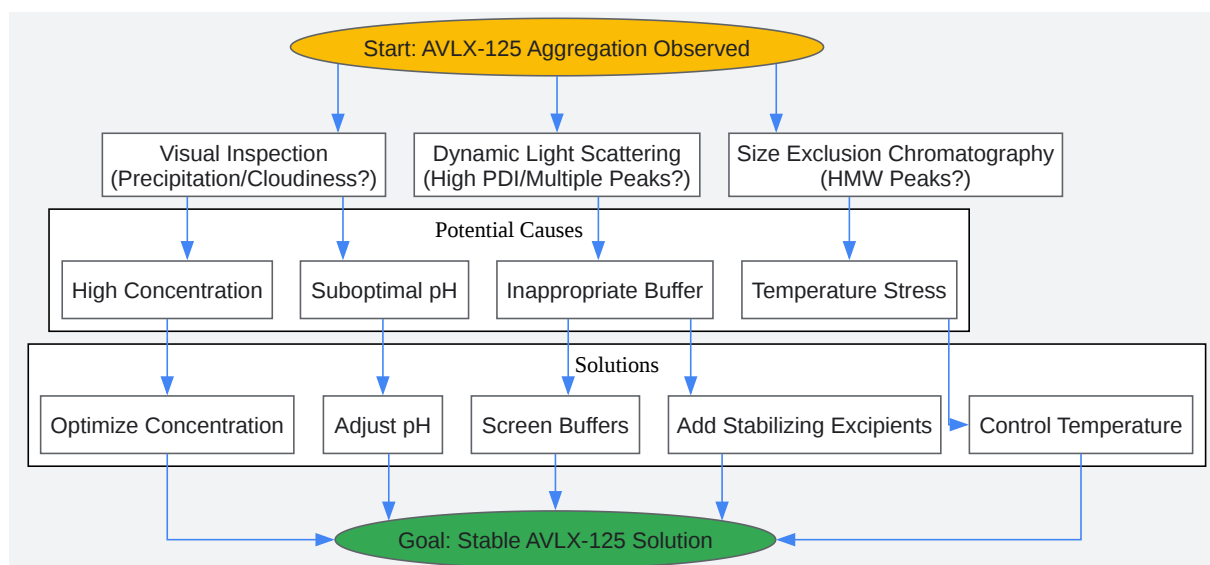 Start: AVLX-125 Aggregation Observed
Visual Inspection
(Precipitation/Cloudiness?)
Dynamic Light Scattering
(High PDI/Multiple Peaks?)
Size Exclusion Chromatography
(HMW Peaks?)
Potential Causes
High Concentration
Suboptimal pH
Inappropriate Buffer
Temperature Stress
Solutions
Optimize Concentration
Adjust pH
Screen Buffers
Add Stabilizing Excipients
Control Temperature
Goal: Stable AVLX-125 Solution